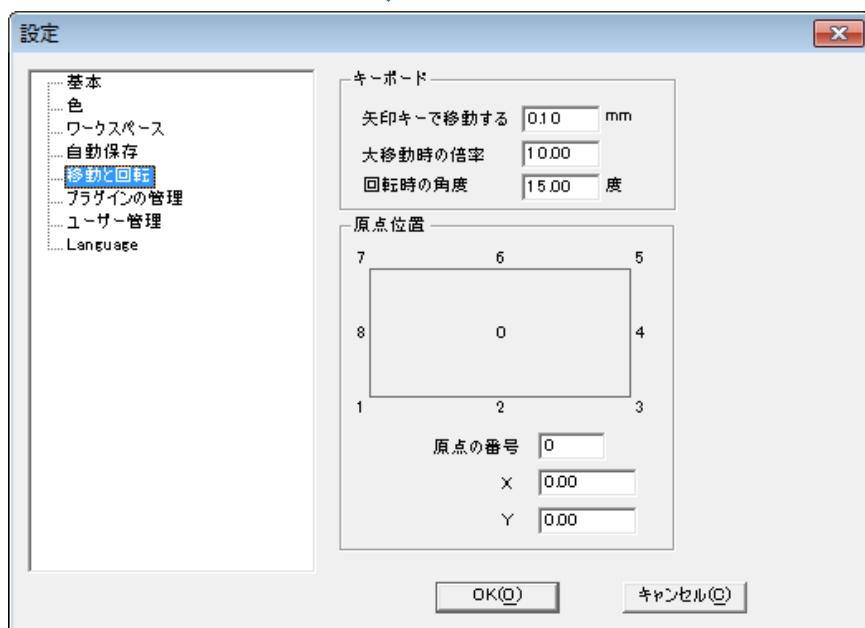 設定
基本
色
ワークスペース
自動保存
移動と回転
プラグインの管理
ユーザー管理
Language
キーボード
矢印キーで移動する 0.10 mm
大移動時の倍率 10.00
回転時の角度 15.00 度
原点位置
7 6 5
8 0 4
1 2 3
原点の番号 0
X 0.00
Y 0.00
OK(O) キャンセル(C)